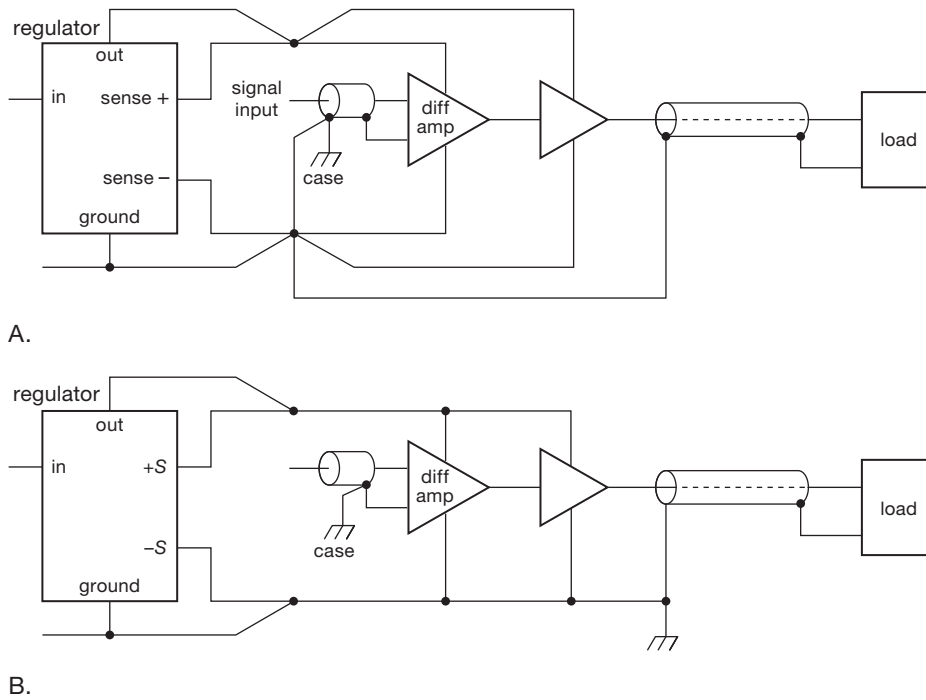 regulator
out
in
sense +
sense –
ground
signal
input
diff
amp
case
load
A.
regulator
out
in
+S
–S
ground
diff
amp
case
load
B.